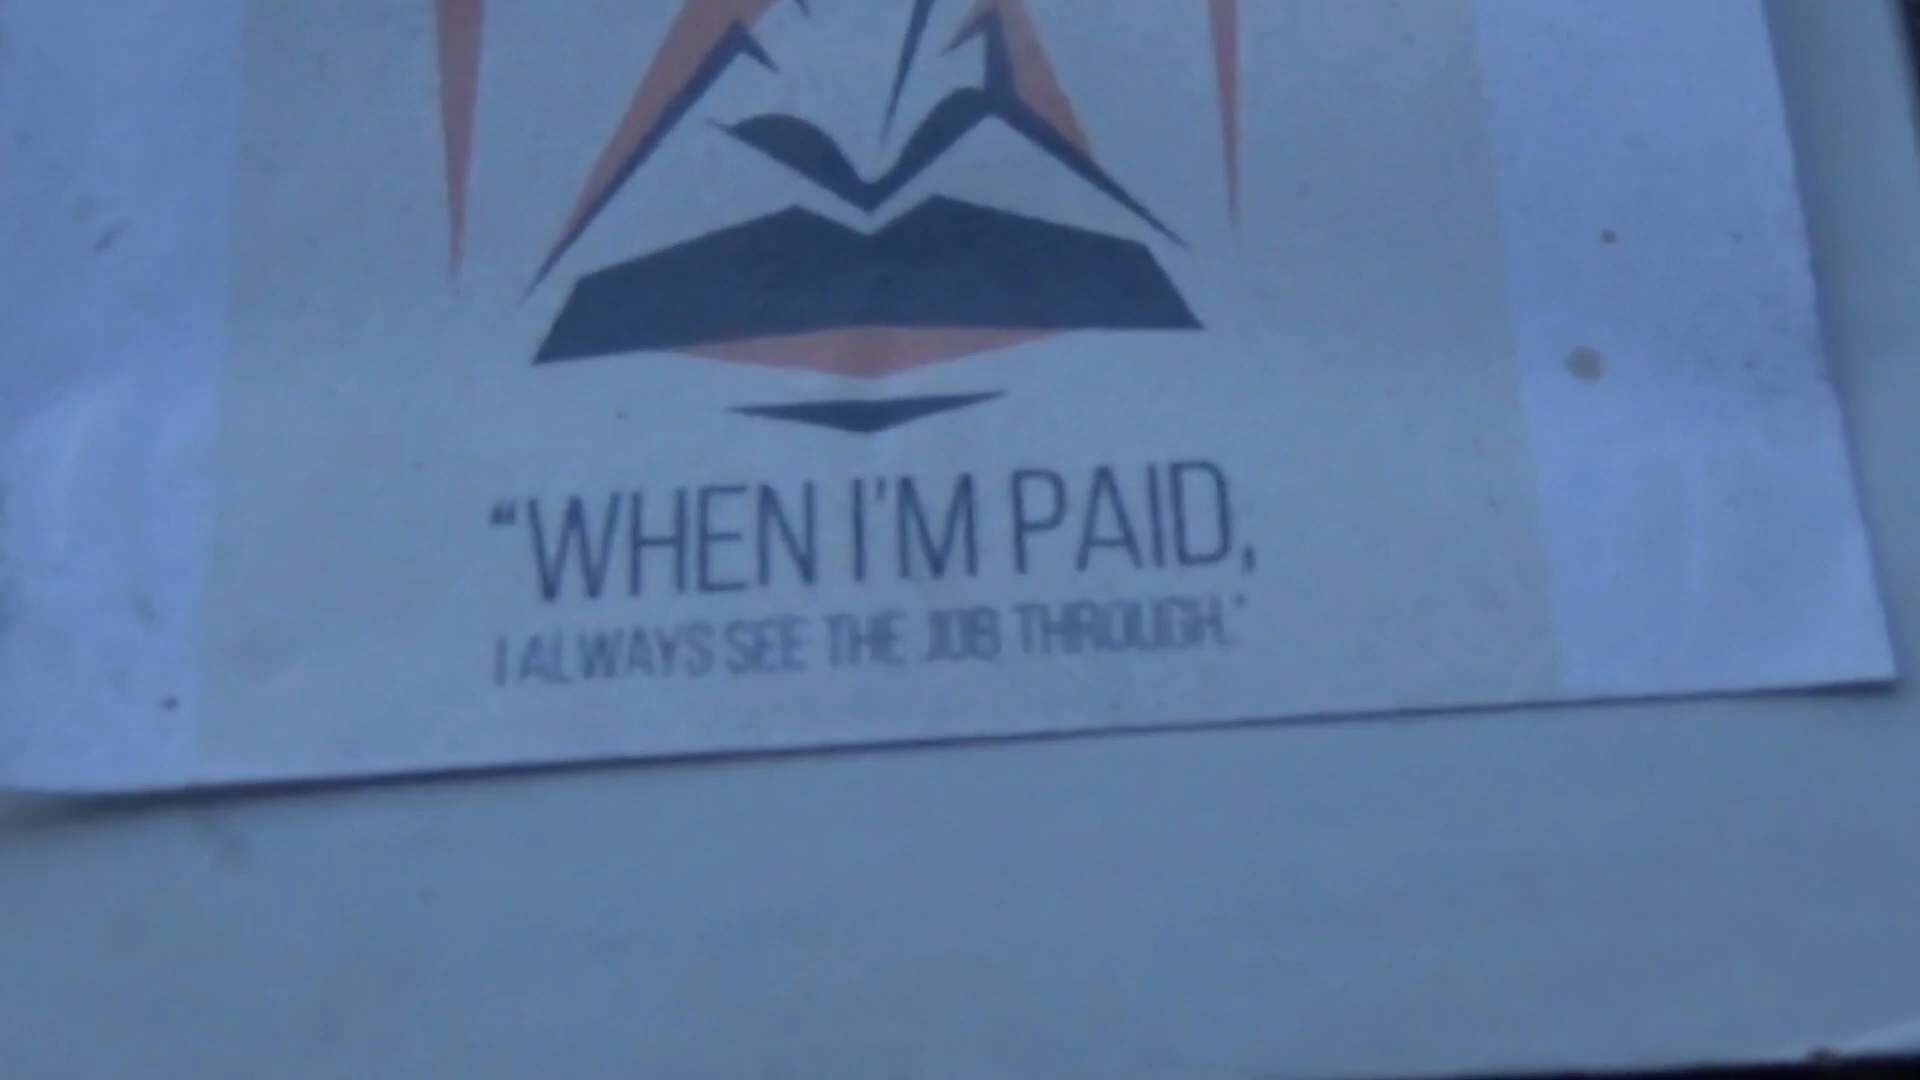 “WHEN I'M PAID,
I ALWAYS SEE THE JOB THROUGH.”